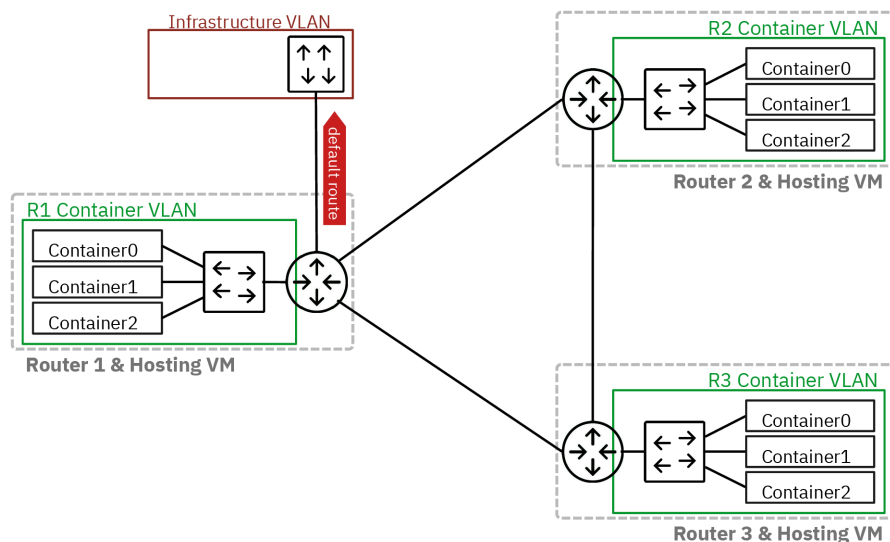 Infrastructure VLAN
default route
R1 Container VLAN
Container0
Container1
Container2
Router 1 & Hosting VM
R2 Container VLAN
Container0
Container1
Container2
Router 2 & Hosting VM
R3 Container VLAN
Container0
Container1
Container2
Router 3 & Hosting VM